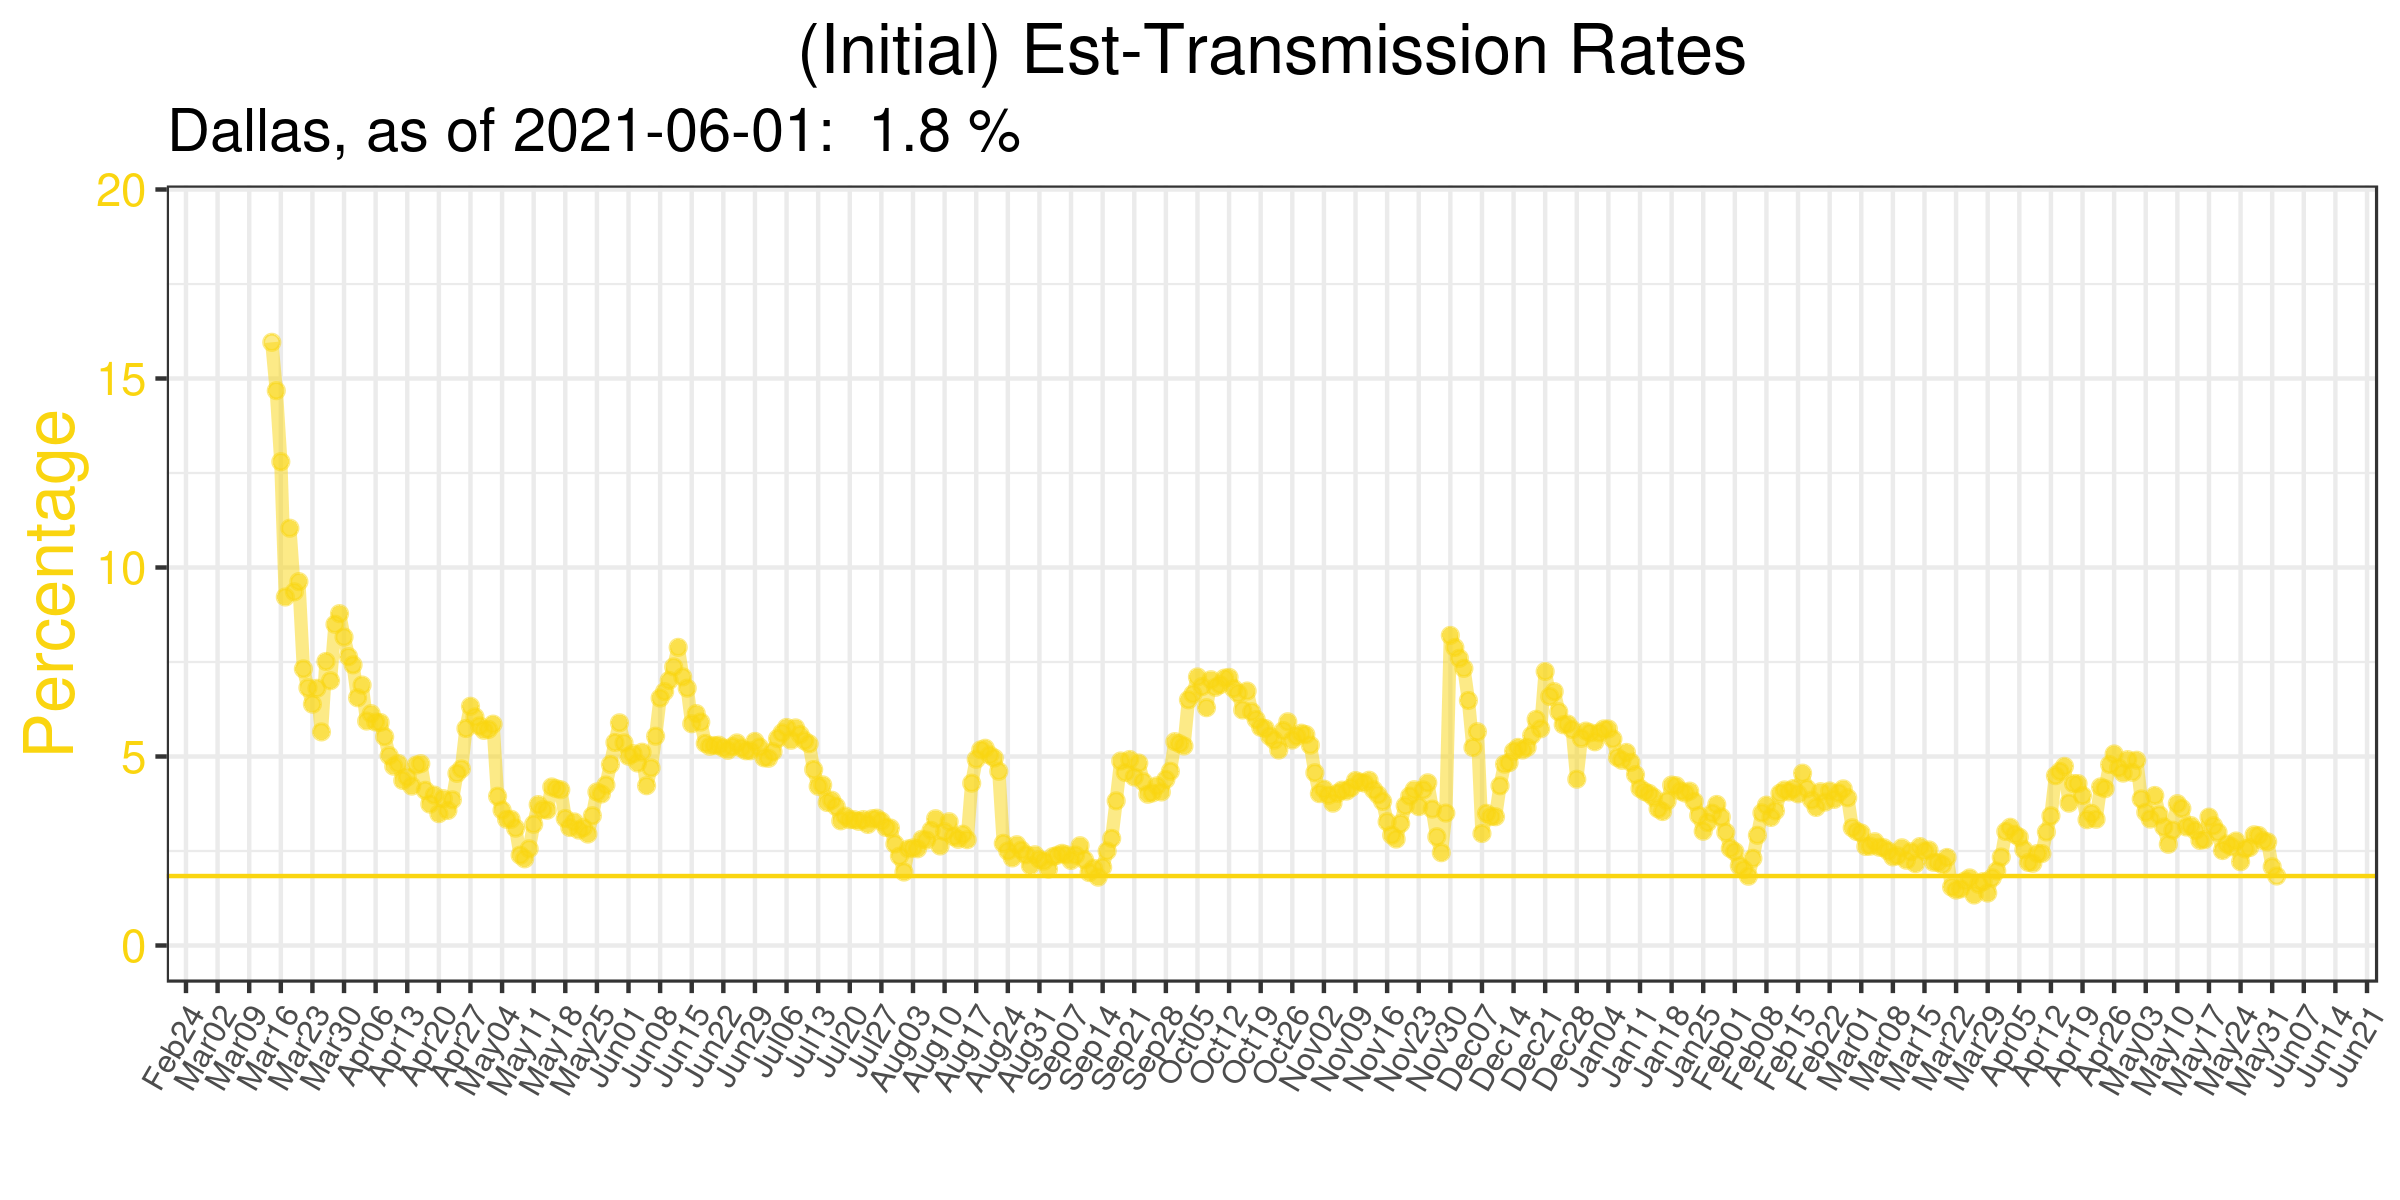 (Initial) Est-Transmission Rates
Dallas, as of 2021-06-01:  1.8 %
Percentage
20
15
10
5
0
Feb24
Mar02
Mar09
Mar16
Mar23
Mar30
Apr06
Apr13
Apr20
Apr27
May04
May11
May18
May25
Jun01
Jun08
Jun15
Jun22
Jun29
Jul06
Jul13
Jul20
Jul27
Aug03
Aug10
Aug17
Aug24
Aug31
Sep07
Sep14
Sep21
Sep28
Oct05
Oct12
Oct19
Oct26
Nov02
Nov09
Nov16
Nov23
Nov30
Dec07
Dec14
Dec21
Dec28
Jan04
Jan11
Jan18
Jan25
Feb01
Feb08
Feb15
Feb22
Mar01
Mar08
Mar15
Mar22
Mar29
Apr05
Apr12
Apr19
Apr26
May03
May10
May17
May24
May31
Jun07
Jun14
Jun21